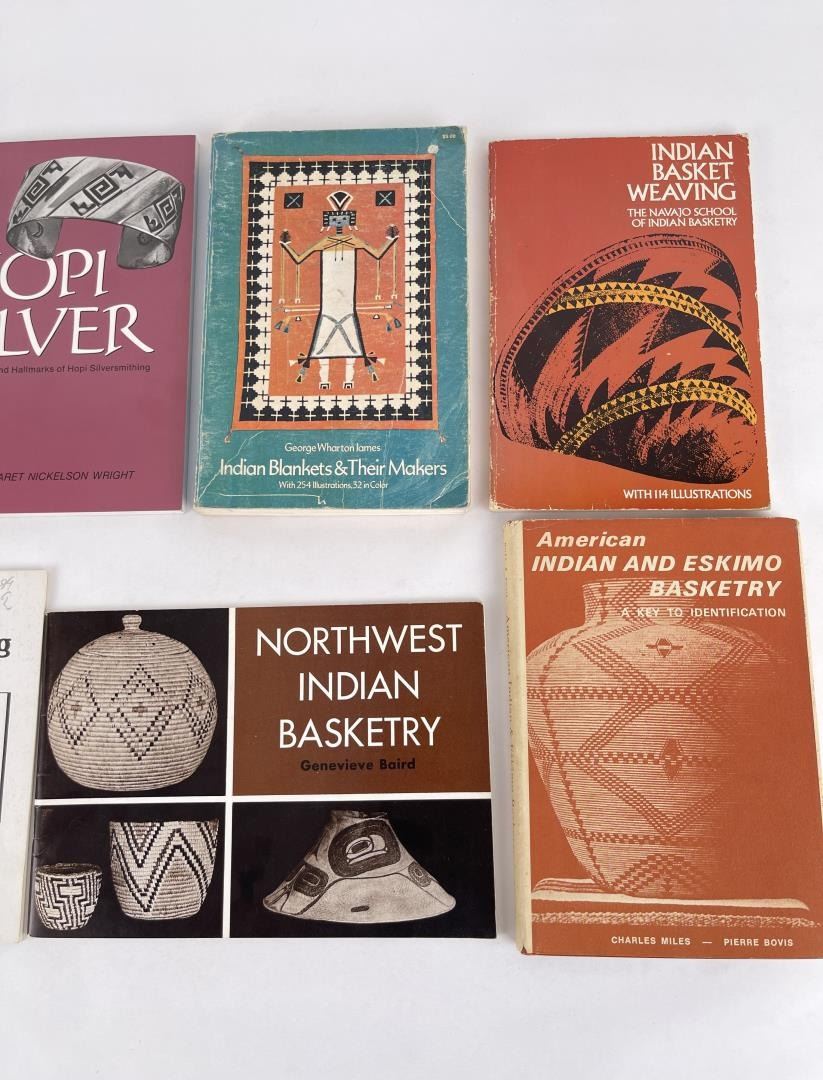 OPI
LVER
nd Hallmarks of Hopi Silversmithing
ARET NICKELSON WRIGHT
George Wharton James
Indian Blankets & Their Makers
With 254 Illustrations, 32 in Color
INDIAN
BASKET
WEAVING
THE NAVAJO SCHOOL
OF INDIAN BASKETRY
WITH 114 ILLUSTRATIONS
g
NORTHWEST
INDIAN
BASKETRY
Genevieve Baird
American
INDIAN AND ESKIMO
BASKETRY
A KEY TO IDENTIFICATION
CHARLES MILES — PIERRE BOVIS